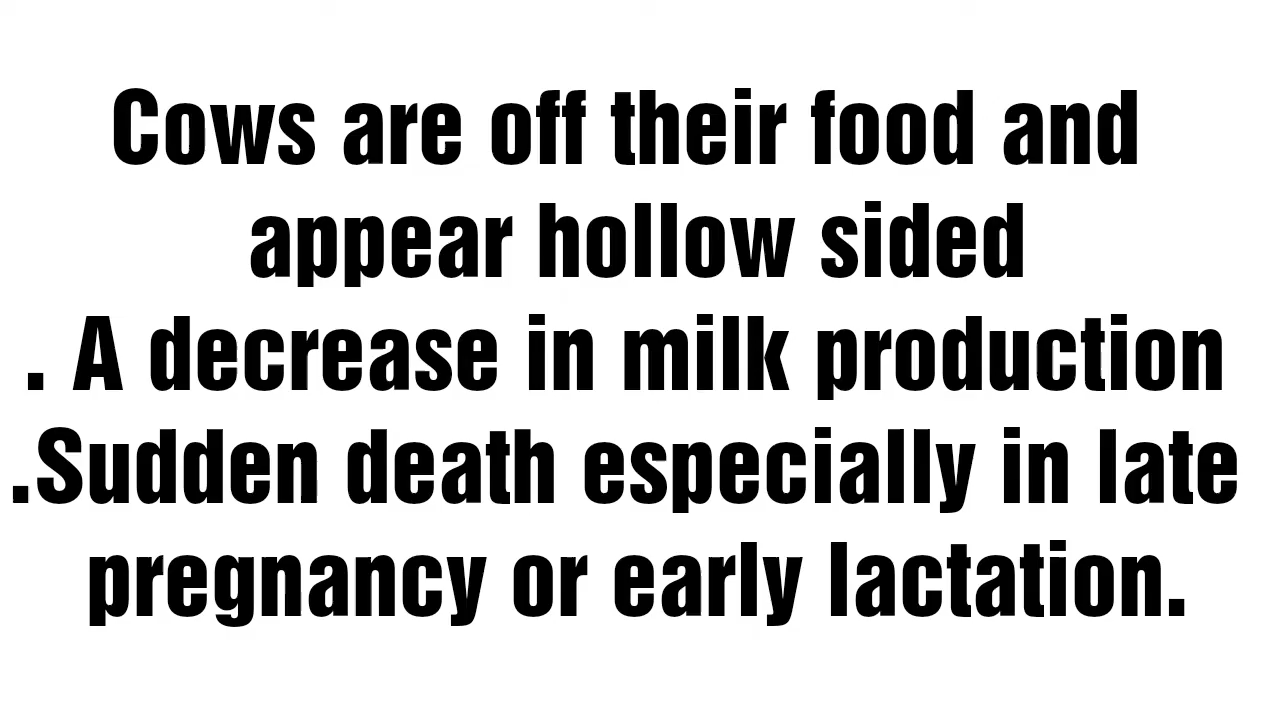 Cows are off their food and
appear hollow sided
. A decrease in milk production
.Sudden death especially in late
pregnancy or early lactation.